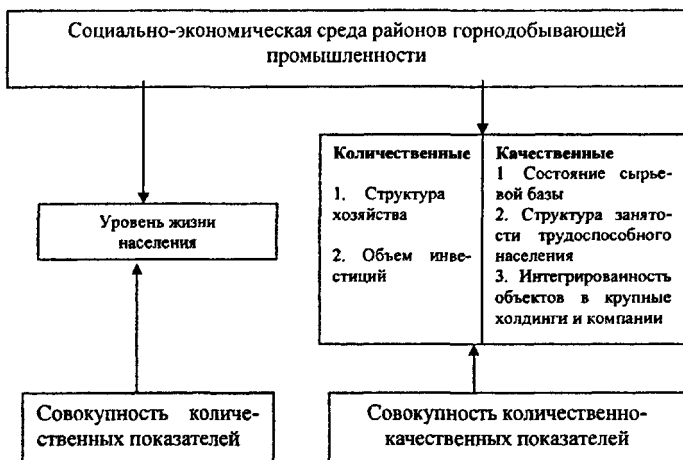 Социально-экономическая среда районов горнодобывающей
промышленности
Уровень жизни
населения
Количественные
1. Структура
хозяйства
2. Объем инве-
стиций
Качественные
1 Состояние сырье-
вой базы
2. Структура занято-
сти трудоспособного
населения
3. Интегрированность
объектов в крупные
холдинги и компании
Совокупность количе-
ственных показателей
Совокупность количественно-
качественных показателей